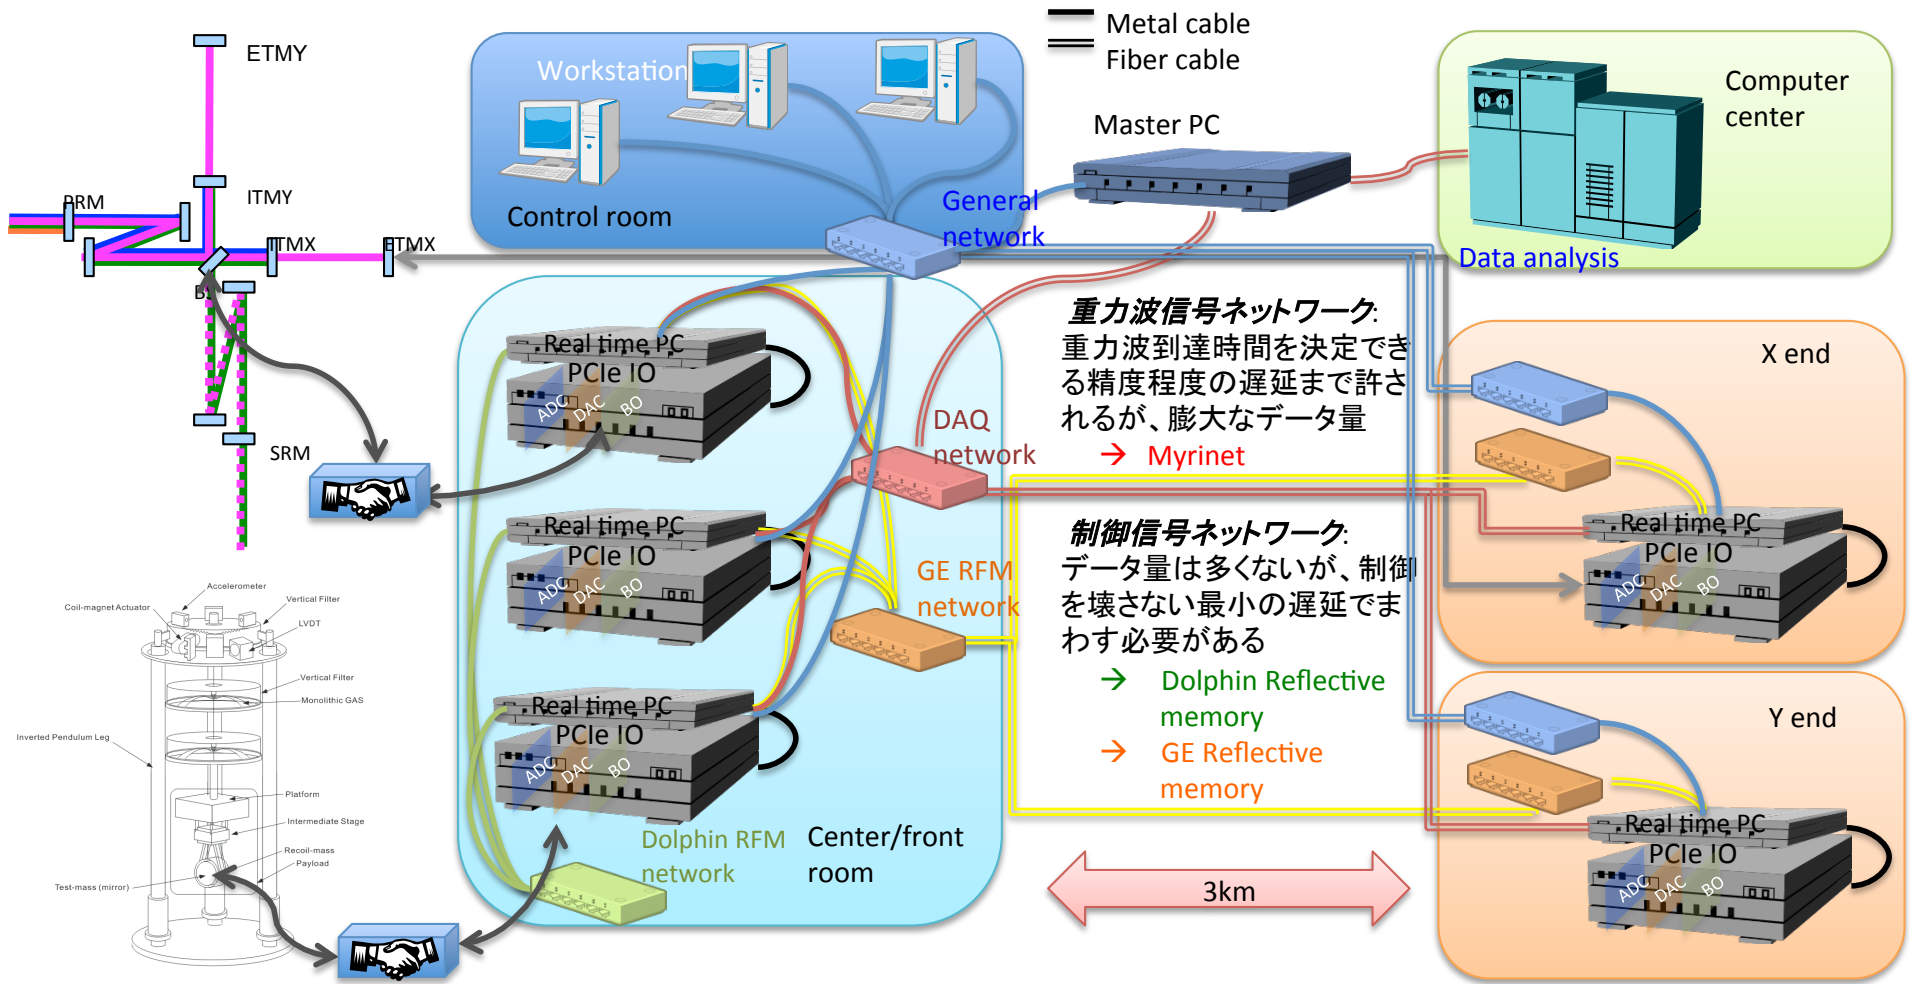 ETMY
ITMY
PRM
ITMX
ETMX
BS
SRM
Accelerometer
Coil-magnet Actuator
Vertical Filter
LVDT
Vertical Filter
Monolithic GAS
Inverted Pendulum Leg
Platform
Intermediate Stage
Recoil-mass
Payload
Test-mass (mirror)
Workstation
Control room
General
network
Metal cable
Fiber cable
Master PC
Computer
center
Data analysis
Real time PC
PCIe IO
ADC
DAC
BO
Real time PC
PCIe IO
ADC
DAC
BO
Real time PC
PCIe IO
ADC
DAC
BO
DAQ
network
GE RFM
network
Dolphin RFM
network
Center/front
room
重力波信号ネットワーク:
重力波到達時間を決定でき
る精度程度の遅延まで許さ
れるが、膨大なデータ量
→ Myrinet
制御信号ネットワーク:
データ量は多くないが、制御
を壊さない最小の遅延でま
わす必要がある
→ Dolphin Reflective
memory
→ GE Reflective
memory
3km
X end
Real time PC
PCIe IO
ADC
DAC
BO
Y end
Real time PC
PCIe IO
ADC
DAC
BO